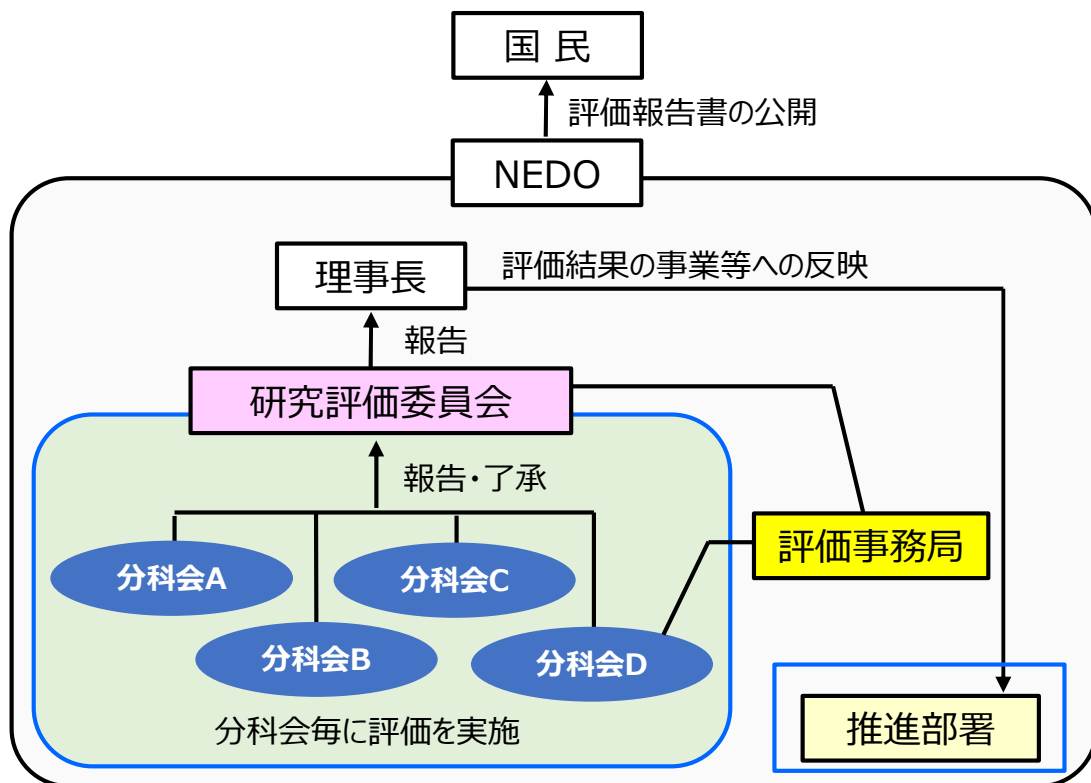 国 民
評価報告書の公開
NEDO
理事長
評価結果の事業等への反映
報告
研究評価委員会
報告・了承
評価事務局
分科会A
分科会C
分科会B
分科会D
分科会毎に評価を実施
推進部署